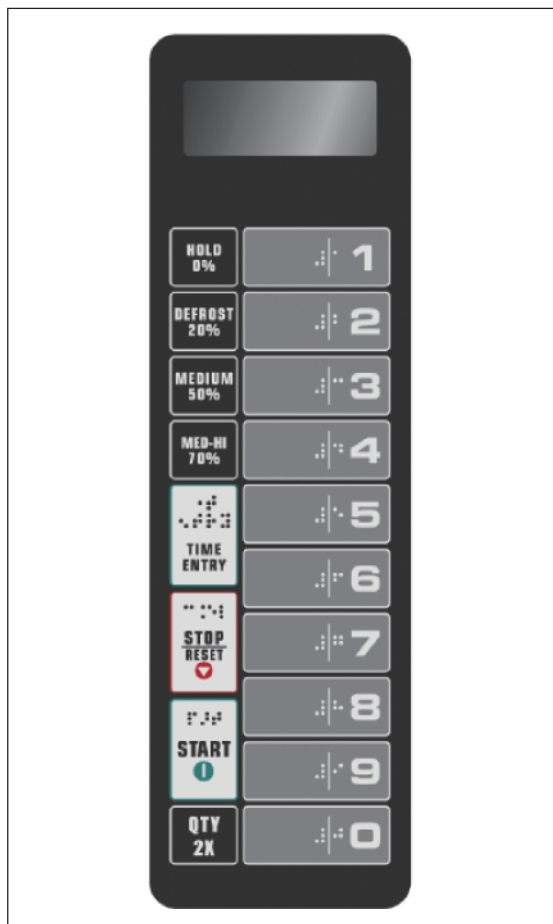 HOLD
0%
1
DEFROST
20%
2
MEDIUM
50%
3
MED-HI
70%
4
TIME
ENTRY
5
6
STOP
RESET
7
8
START
9
QTY
2X
0